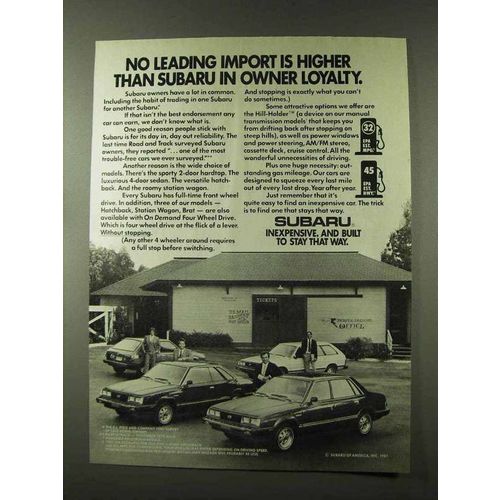 NO LEADING IMPORT IS HIGHER
THAN SUBARU IN OWNER LOYALTY.
Subaru owners have a lot in common.
Including the habit of trading in one Subaru
for another Subaru.*
If that isn't the best endorsement any
car can earn, we don't know what is.
One good reason people stick with
Subaru is for its day in, day out reliability. The
last time Road and Track surveyed Subaru
owners, they reported "... one of the most
trouble-free cars we ever surveyed."**
Another reason is the wide choice of
models. There's the sporty 2-door hardtop. The
luxurious 4-door sedan. The versatile hatch-
back. And the roomy station wagon.
Every Subaru has full-time front wheel
drive. In addition, three of our models —
Hatchback, Station Wagon, Brat — are also
available with On Demand Four Wheel Drive.
Which is four wheel drive at the flick of a lever.
Without stopping.
(Any other 4 wheeler around requires
a full stop before switching.
And stopping is exactly what you can't
do sometimes.)
Some attractive options we offer are
the Hill-Holder™ (a device on our manual
transmission models that keeps you
from drifting back after stopping on
steep hills), as well as power windows
and power steering, AM/FM stereo,
cassette deck, cruise control. All the
wonderful unnecessities of driving.
Plus one huge necessity: out-
standing gas mileage. Our cars are
designed to squeeze every last mile
out of every last drop. Year after year.
Just remember that it's
quite easy to find an inexpensive car. The trick
is to find one that stays that way.
32
EPA
EST.
MPG
45
EPA
EST.
HWY.
SUBARU
INEXPENSIVE. AND BUILT
TO STAY THAT WAY.
TICKETS
© SUBARU OF AMERICA, INC. 1981